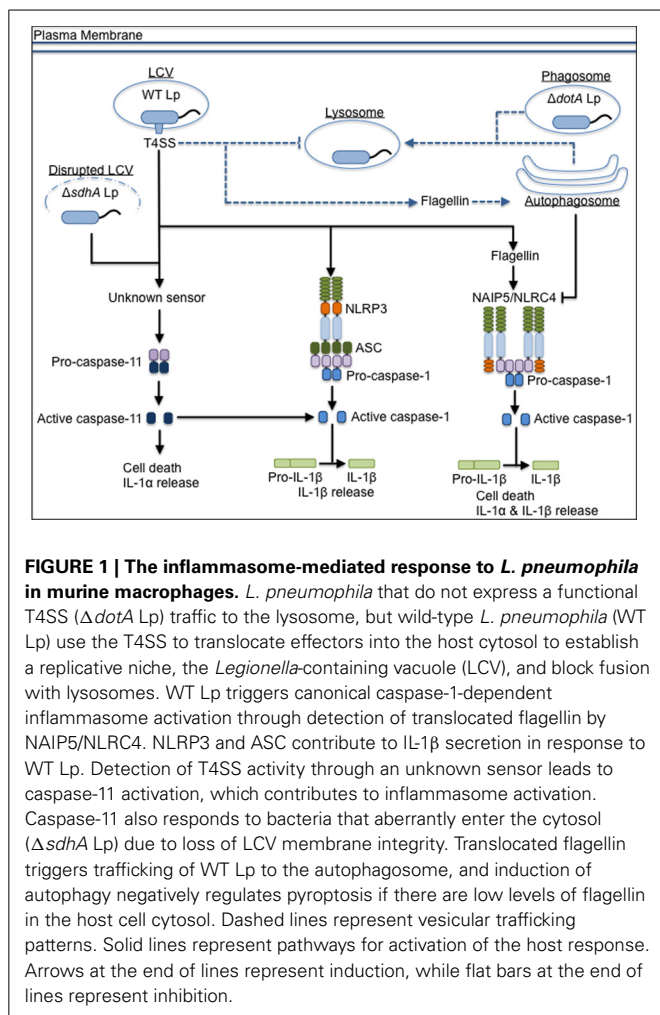 Plasma Membrane
LCV
WT Lp
T4SS
Lysosome
Phagosome
ΔdotA Lp
Disrupted LCV
ΔsdhA Lp
Flagellin
Autophagosome
Flagellin
Unknown sensor
NLRP3
NAIP5/NLRC4
ASC
Pro-caspase-11
Pro-caspase-1
Pro-caspase-1
Active caspase-11
Active caspase-1
Active caspase-1
Cell death
IL-1α release
Pro-IL-1β IL-1β
IL-1β release
Pro-IL-1β IL-1β
Cell death
IL-1α & IL-1β release
FIGURE 1 | The inflammasome-mediated response to L. pneumophila
in murine macrophages. L. pneumophila that do not express a functional
T4SS (ΔdotA Lp) traffic to the lysosome, but wild-type L. pneumophila (WT
Lp) use the T4SS to translocate effectors into the host cytosol to establish
a replicative niche, the Legionella-containing vacuole (LCV), and block fusion
with lysosomes. WT Lp triggers canonical caspase-1-dependent
inflammasome activation through detection of translocated flagellin by
NAIP5/NLRC4. NLRP3 and ASC contribute to IL-1β secretion in response to
WT Lp. Detection of T4SS activity through an unknown sensor leads to
caspase-11 activation, which contributes to inflammasome activation.
Caspase-11 also responds to bacteria that aberrantly enter the cytosol
(ΔsdhA Lp) due to loss of LCV membrane integrity. Translocated flagellin
triggers trafficking of WT Lp to the autophagosome, and induction of
autophagy negatively regulates pyroptosis if there are low levels of flagellin
in the host cell cytosol. Dashed lines represent vesicular trafficking
patterns. Solid lines represent pathways for activation of the host response.
Arrows at the end of lines represent induction, while flat bars at the end of
lines represent inhibition.